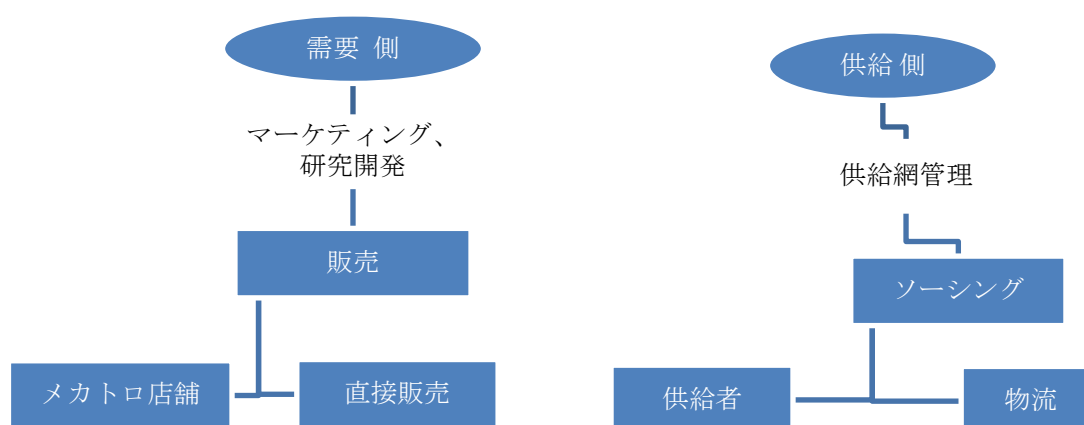 需要 側
マーケティング、
研究開発
販売
メカトロ店舗
直接販売
供給 側
供給網管理
ソーシング
供給者
物流